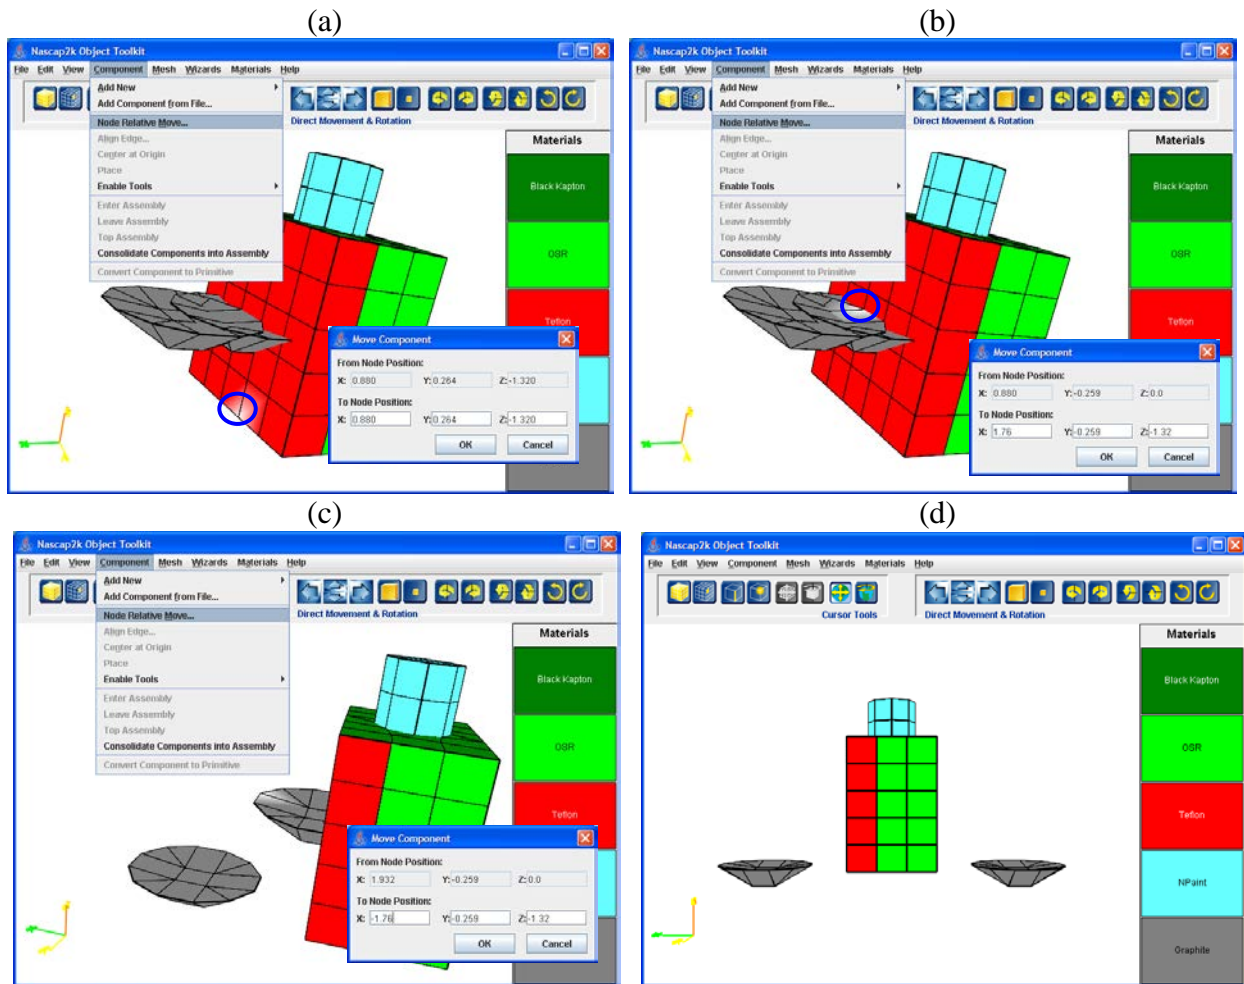 (a)
Nascap2k Object Toolkit
File Edit View Component Mesh Wizards Materials Help
Add New
Add Component from File...
Node Relative Move...
Align Edge...
Center at Origin
Place
Enable Tools
Enter Assembly
Leave Assembly
Top Assembly
Consolidate Components into Assembly
Convert Component to Primitive
Direct Movement & Rotation
Materials
Black Kapton
OSR
Teflon
Move Component
From Node Position:
X: 0.880 Y: 0.264 Z: -1.320
To Node Position:
X: 0.880 Y: 0.264 Z: -1.320
OK Cancel
(b)
Nascap2k Object Toolkit
File Edit View Component Mesh Wizards Materials Help
Add New
Add Component from File...
Node Relative Move...
Align Edge...
Center at Origin
Place
Enable Tools
Enter Assembly
Leave Assembly
Top Assembly
Consolidate Components into Assembly
Convert Component to Primitive
Direct Movement & Rotation
Materials
Black Kapton
OSR
Teflon
Move Component
From Node Position:
X: 0.880 Y: -0.259 Z: 0.0
To Node Position:
X: 1.76 Y: -0.259 Z: -1.32
OK Cancel
(c)
Nascap2k Object Toolkit
File Edit View Component Mesh Wizards Materials Help
Add New
Add Component from File...
Node Relative Move...
Align Edge...
Center at Origin
Place
Enable Tools
Enter Assembly
Leave Assembly
Top Assembly
Consolidate Components into Assembly
Convert Component to Primitive
Direct Movement & Rotation
Materials
Black Kapton
OSR
Teflon
Move Component
From Node Position:
X: 1.932 Y: -0.259 Z: 0.0
To Node Position:
X: -1.76 Y: -0.259 Z: -1.32
OK Cancel
(d)
Nascap2k Object Toolkit
File Edit View Component Mesh Wizards Materials Help
Cursor Tools
Direct Movement & Rotation
Materials
Black Kapton
OSR
Teflon
NPaint
Graphite